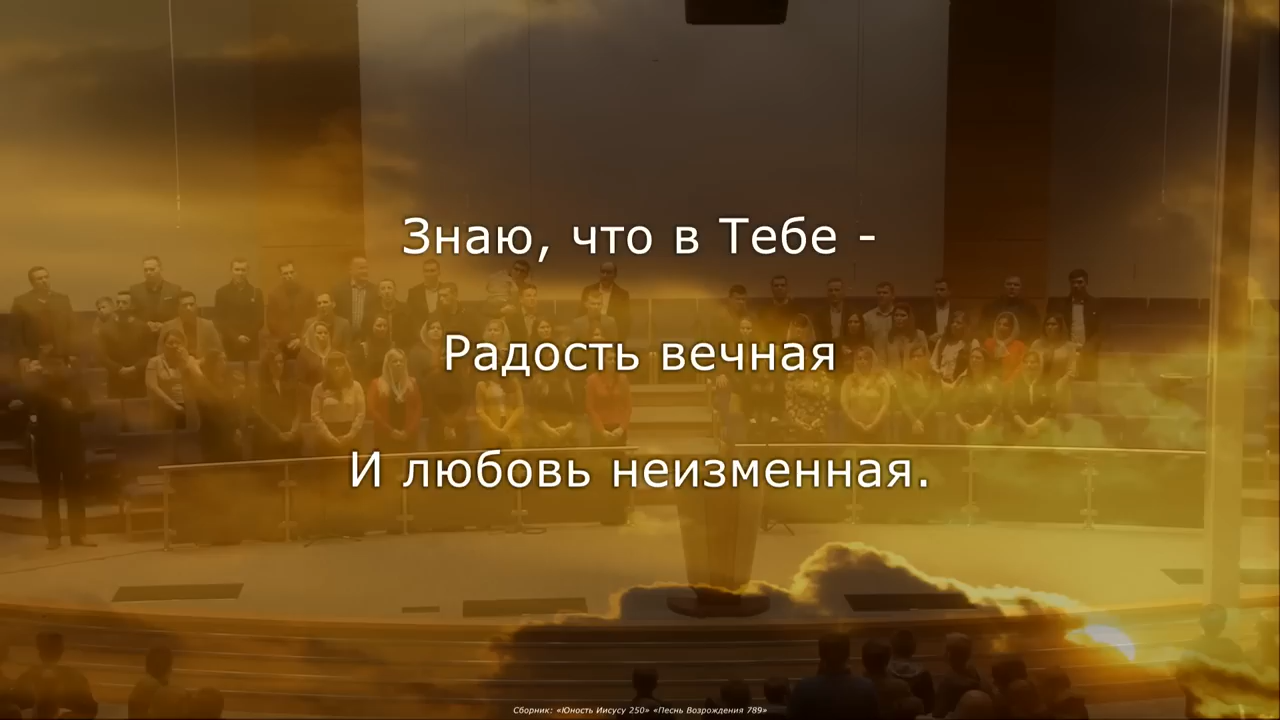 Знаю, что в Тебе -
Радость вечная
И любовь неизменная.
Сборник: «Юность Иисусу 250» «Песнь Возрождения 789»